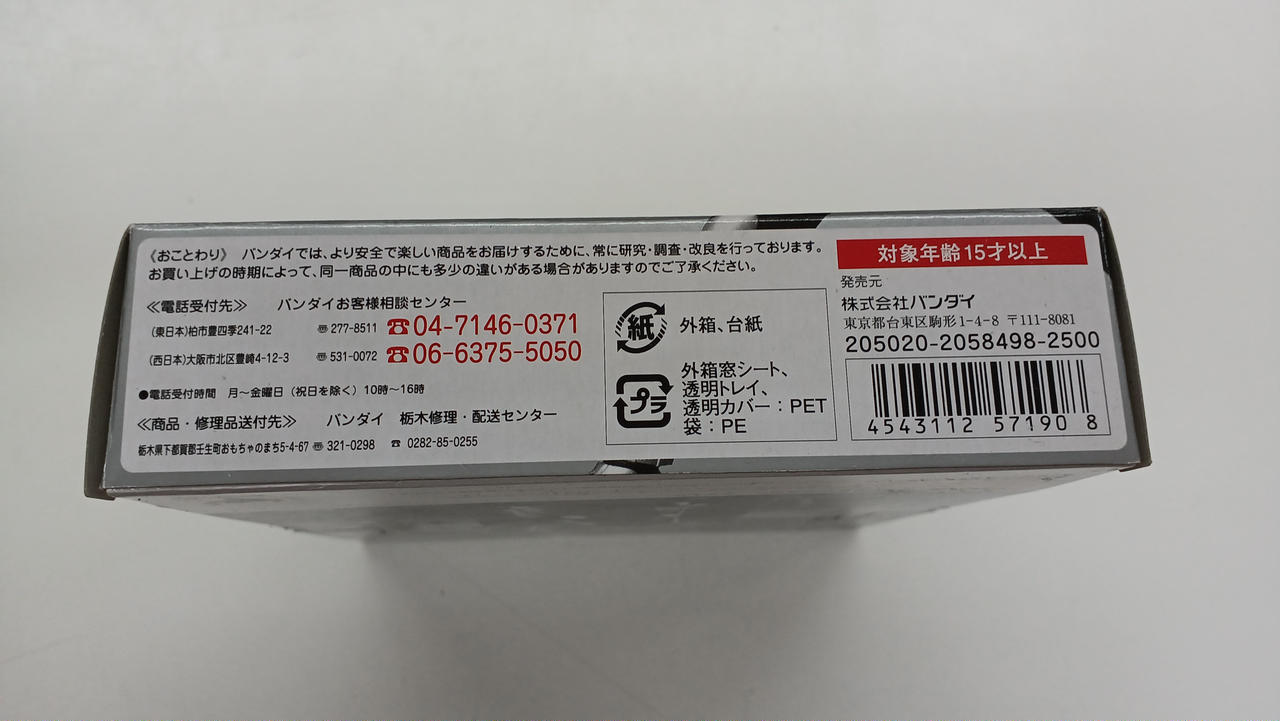 《おことわり》 バンダイでは、より安全で楽しい商品をお届けするために、常に研究・調査・改良を行っております。
お買い上げの時期によって、同一商品の中にも多少の違いがある場合がありますのでご了承ください。
≪電話受付先≫ バンダイお客様相談センター
(東日本)柏市豊四季241-22 〠277-8511 ☎04-7146-0371
(西日本)大阪市北区豊崎4-12-3 〠531-0072 ☎06-6375-5050
●電話受付時間 月～金曜日(祝日を除く)10時～16時
≪商品・修理品送付先≫ バンダイ 栃木修理・配送センター
栃木県下都賀郡壬生町おもちゃのまち5-4-67 〠321-0298 ☎ 0282-85-0255
紙
外箱、台紙
プラ
外箱窓シート、
透明トレイ、
透明カバー:PET
袋:PE
対象年齢15才以上
発売元
株式会社バンダイ
東京都台東区駒形1-4-8 〒111-8081
205020-2058498-2500
4543112 57190 8